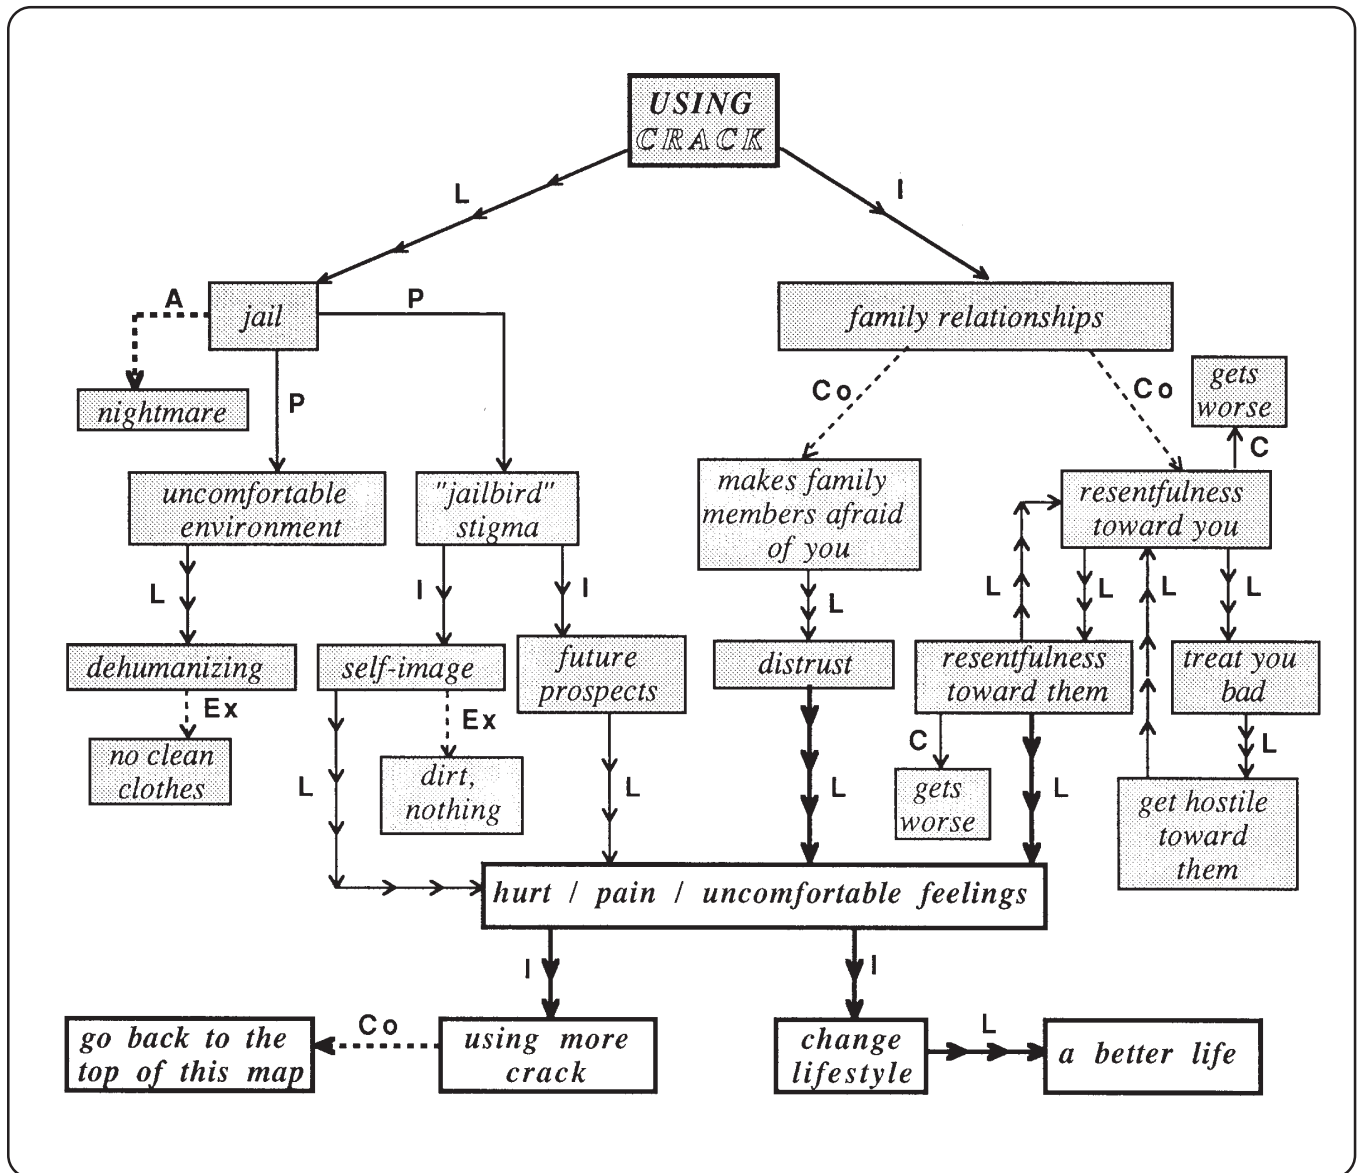 USING
CRACK
L
I
A
jail
P
family relationships
nightmare
P
Co
Co
gets
worse
C
uncomfortable
environment
"jailbird"
stigma
makes family
members afraid
of you
resentfulness
toward you
L
I
I
L
L
L
L
L
dehumanizing
self-image
future
prospects
distrust
resentfulness
toward them
treat you
bad
Ex
Ex
C
L
no clean
clothes
L
dirt,
nothing
L
L
gets
worse
L
get hostile
toward
them
hurt / pain / uncomfortable feelings
I
I
go back to the
top of this map
Co
using more
crack
change
lifestyle
L
a better life